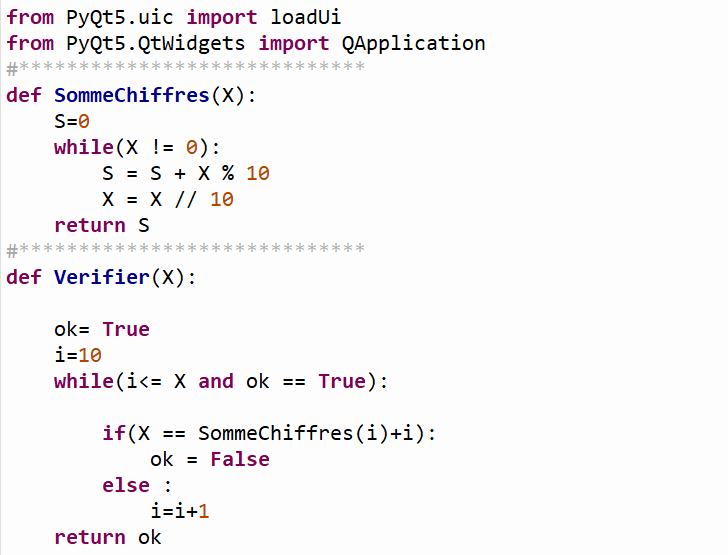 from PyQt5.uic import loadUi
from PyQt5.QtWidgets import QApplication
#*****************************
def SommeChiffres(X):
    S=0
    while(X != 0):
        S = S + X % 10
        X = X // 10
    return S
#*****************************
def Verifier(X):
    ok= True
    i=10
    while(i<= X and ok == True):
        if(X == SommeChiffres(i)+i):
            ok = False
        else :
            i=i+1
    return ok